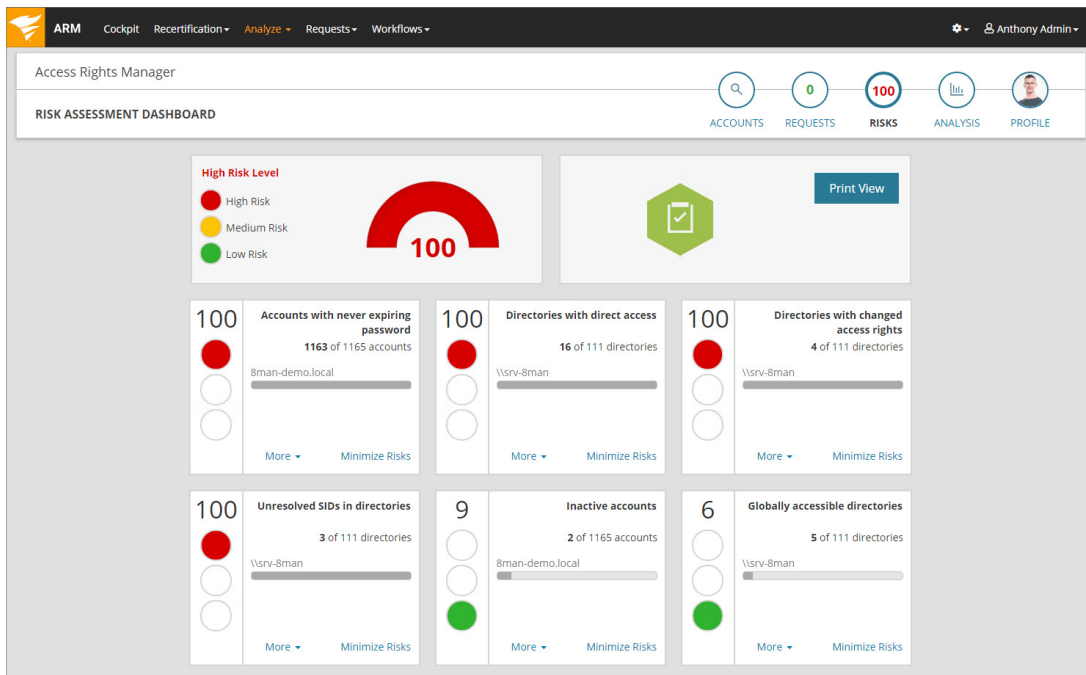 ARM Cockpit Recertification Analyze Requests Workflows Anthony Admin
Access Rights Manager
RISK ASSESSMENT DASHBOARD
0
100
ACCOUNTS REQUESTS RISKS ANALYSIS PROFILE
High Risk Level
High Risk
Medium Risk
Low Risk
100
Print View
100
Accounts with never expiring
password
1163 of 1165 accounts
8man-demo.local
More Minimize Risks
100
Directories with direct access
16 of 111 directories
\\srv-8man
More Minimize Risks
100
Directories with changed
access rights
4 of 111 directories
\\srv-8man
More Minimize Risks
100
Unresolved SIDs in directories
3 of 111 directories
\\srv-8man
More Minimize Risks
9
Inactive accounts
2 of 1165 accounts
8man-demo.local
More Minimize Risks
6
Globally accessible directories
5 of 111 directories
\\srv-8man
More Minimize Risks